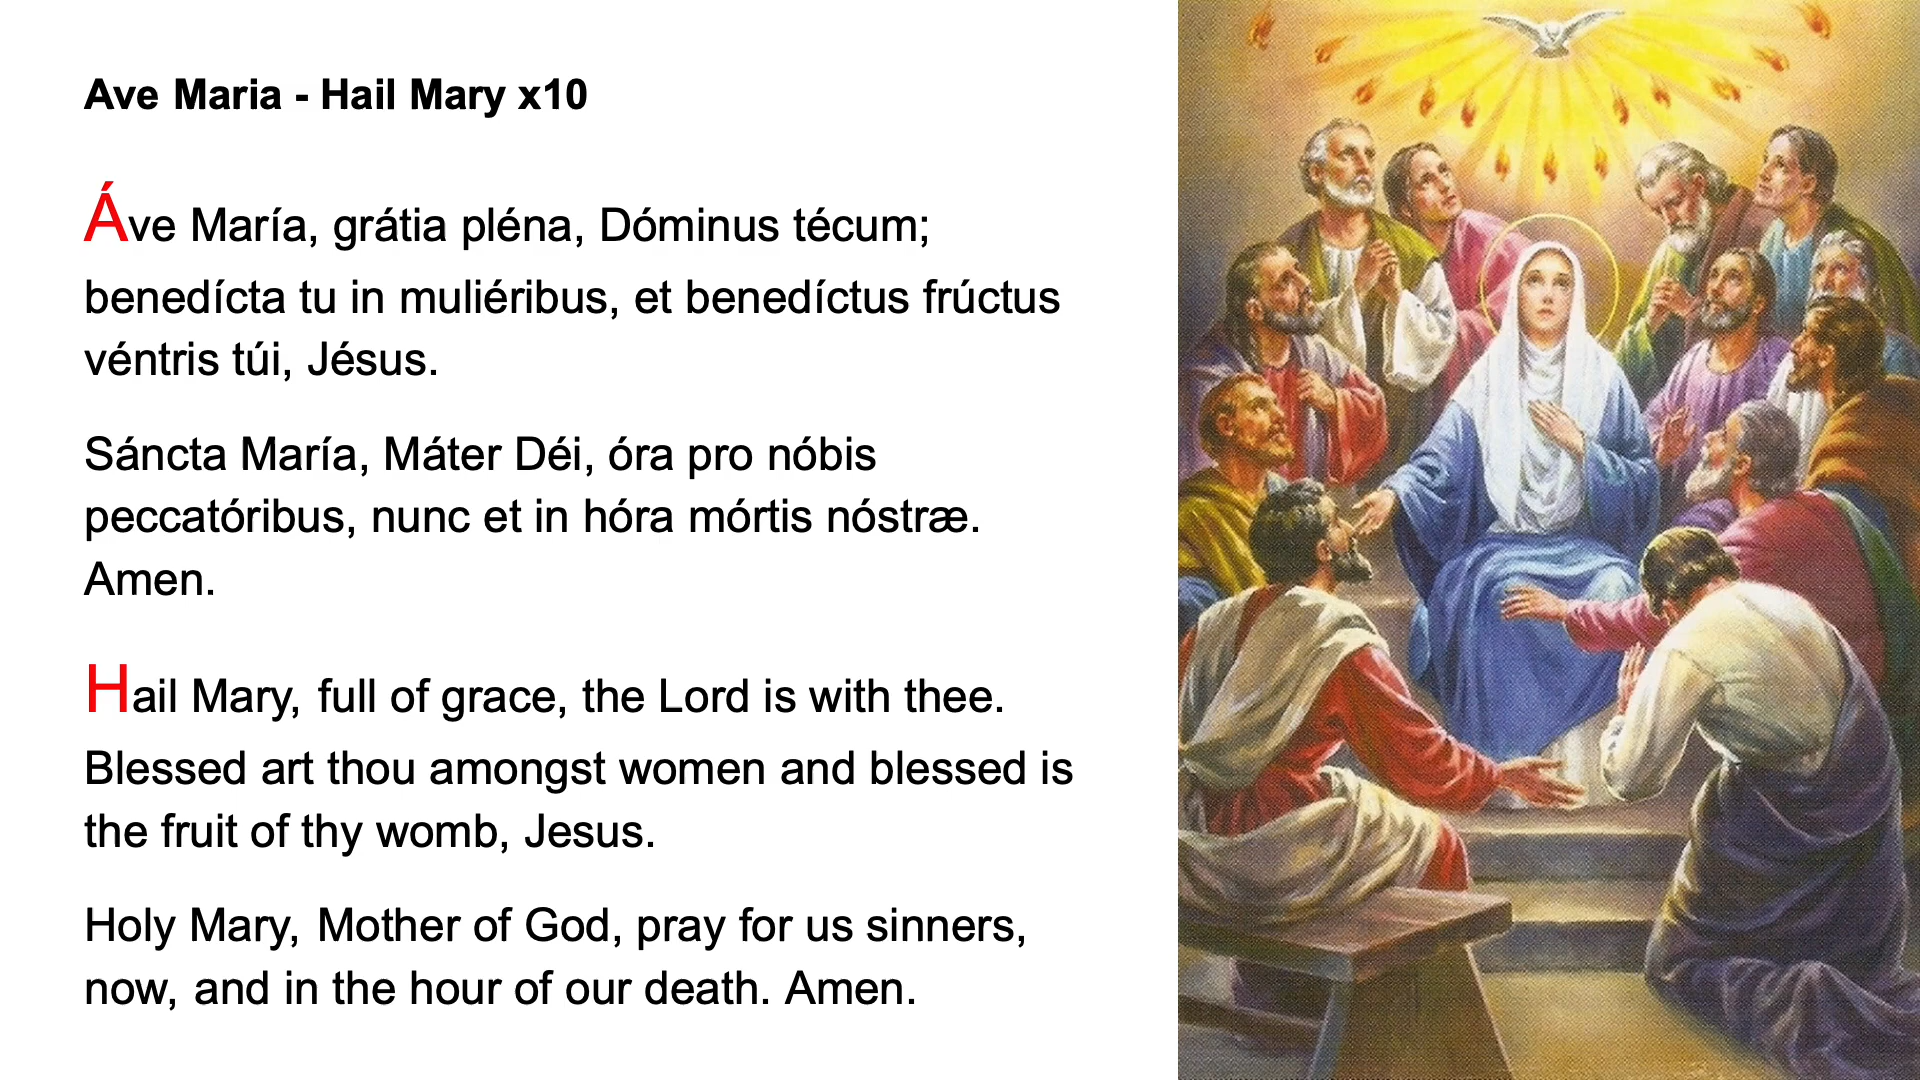 Ave Maria - Hail Mary x10
Áve María, grátia pléna, Dóminus técum;
benedícta tu in muliéribus, et benedíctus frúctus
véntris túi, Jésus.
Sáncta María, Máter Déi, óra pro nóbis
peccatóribus, nunc et in hóra mórtis nóstræ.
Amen.
Hail Mary, full of grace, the Lord is with thee.
Blessed art thou amongst women and blessed is
the fruit of thy womb, Jesus.
Holy Mary, Mother of God, pray for us sinners,
now, and in the hour of our death. Amen.